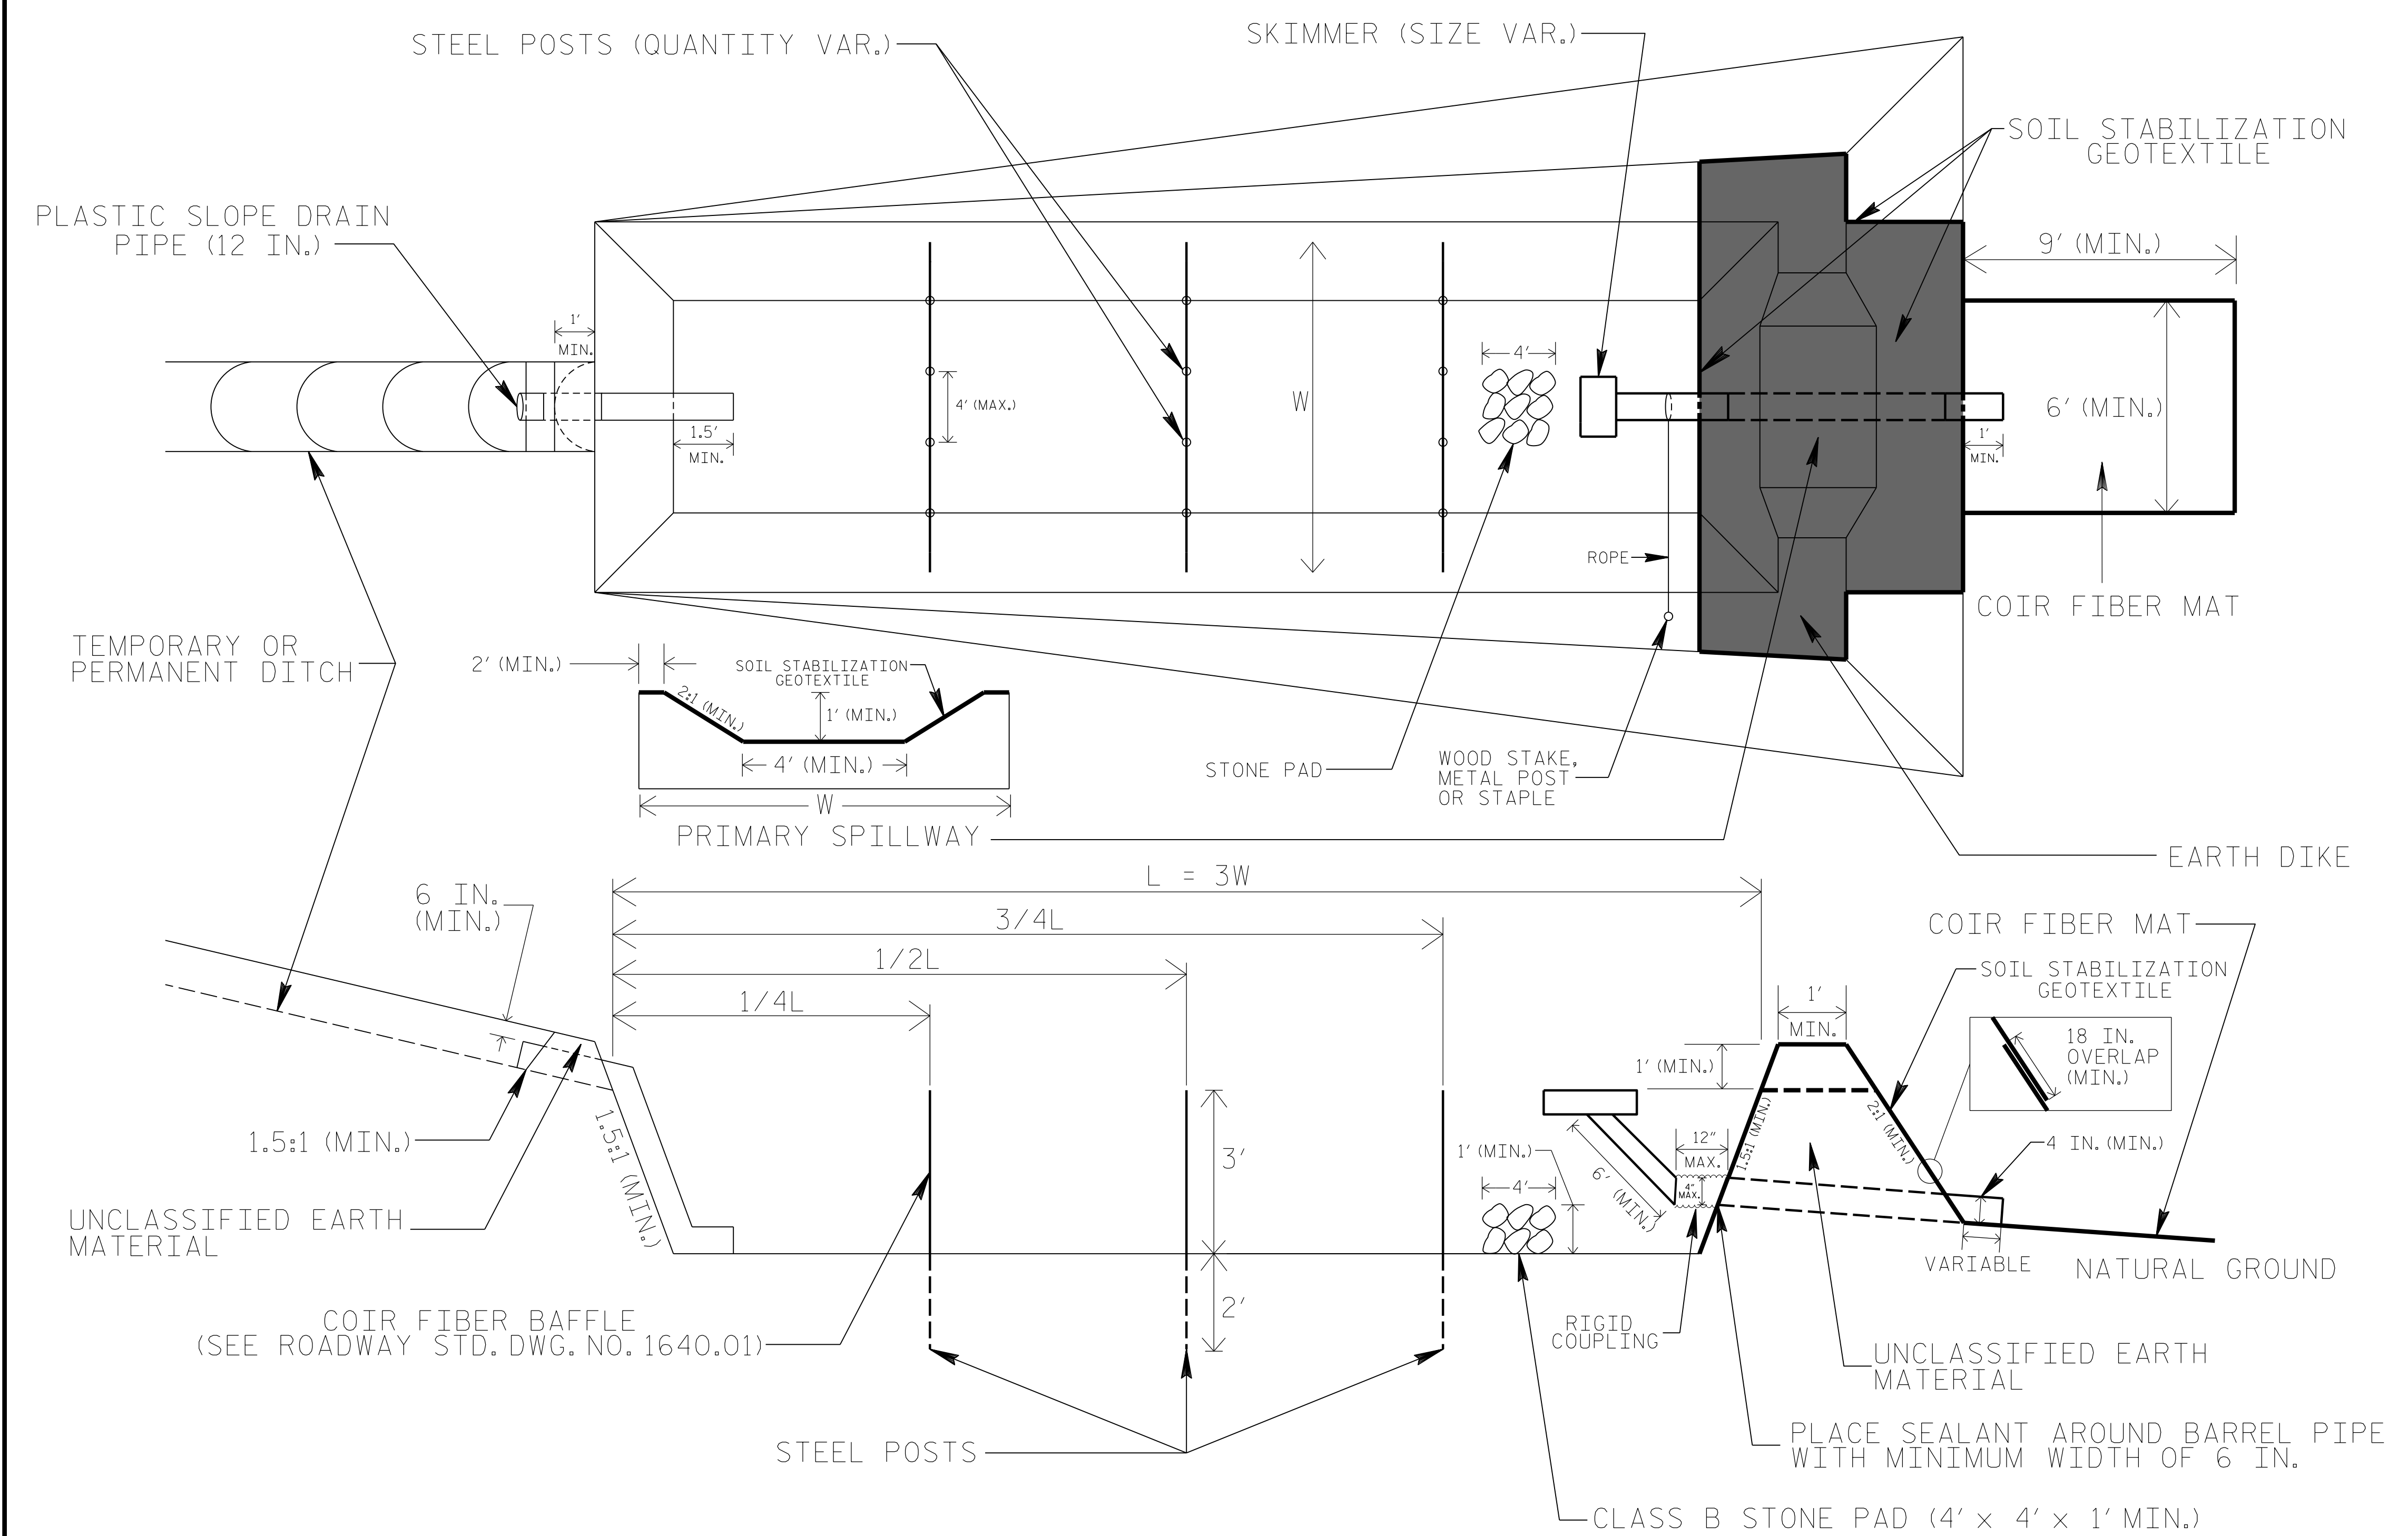 STEEL POSTS (QUANTITY VAR.)
SKIMMER (SIZE VAR.)
SOIL STABILIZATION
GEOTEXTILE
PLASTIC SLOPE DRAIN
PIPE (12 IN.)
9' (MIN.)
1'
MIN.
4'
4' (MAX.)
W
6' (MIN.)
1.5'
MIN.
1'
MIN.
ROPE
COIR FIBER MAT
TEMPORARY OR
PERMANENT DITCH
2' (MIN.)
SOIL STABILIZATION
GEOTEXTILE
2:1 (MIN.)
1' (MIN.)
4' (MIN.)
W
PRIMARY SPILLWAY
STONE PAD
WOOD STAKE,
METAL POST
OR STAPLE
EARTH DIKE
L = 3W
6 IN.
(MIN.)
3/4L
1/2L
1/4L
COIR FIBER MAT
SOIL STABILIZATION
GEOTEXTILE
1'
MIN.
18 IN.
OVERLAP
(MIN.)
1' (MIN.)
1.5:1 (MIN.)
1.5:1 (MIN.)
3'
1' (MIN.)
12"
MAX.
1.5:1 (MIN.)
2:1 (MIN.)
4 IN. (MIN.)
4'
6' (MIN.)
4"
MAX.
UNCLASSIFIED EARTH
MATERIAL
VARIABLE
NATURAL GROUND
2'
COIR FIBER BAFFLE
(SEE ROADWAY STD. DWG. NO. 1640.01)
RIGID
COUPLING
UNCLASSIFIED EARTH
MATERIAL
STEEL POSTS
PLACE SEALANT AROUND BARREL PIPE
WITH MINIMUM WIDTH OF 6 IN.
CLASS B STONE PAD (4' x 4' x 1' MIN.)